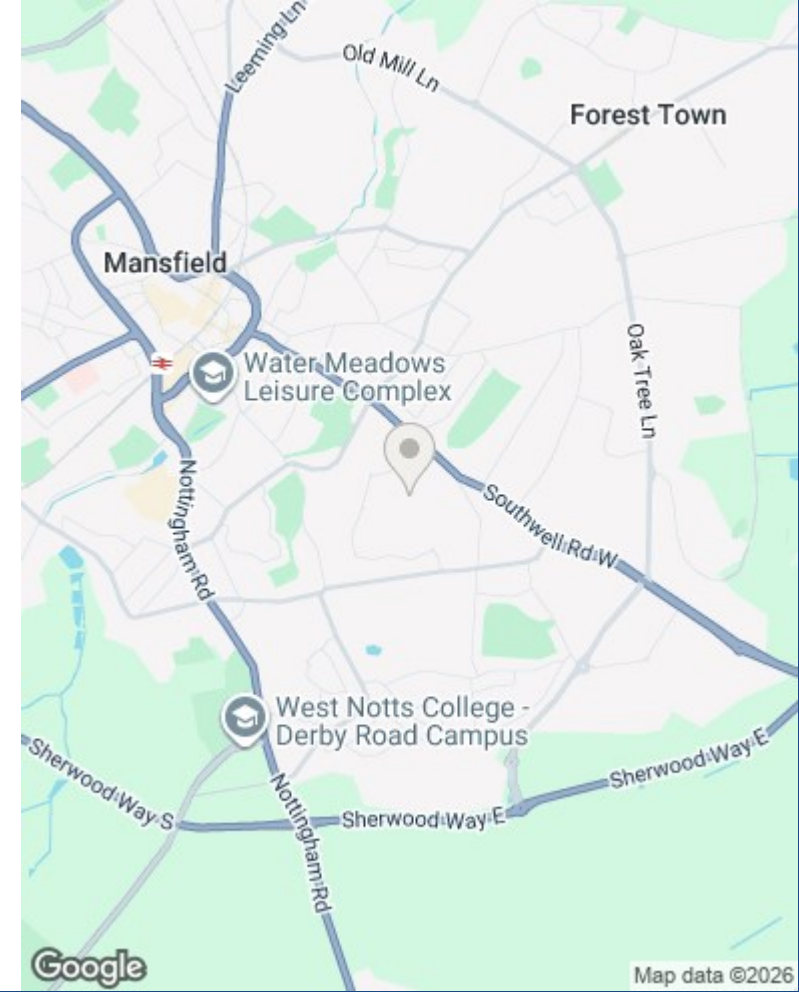 Leeming Ln
Old Mill Ln
Forest Town
Mansfield
Oak Tree Ln
Water Meadows
Leisure Complex
Nottingham Rd
Southwell Rd W
West Notts College -
Derby Road Campus
Sherwood Way S
Sherwood Way E
Sherwood Way E
Nottingham Rd
Google
Map data ©2026